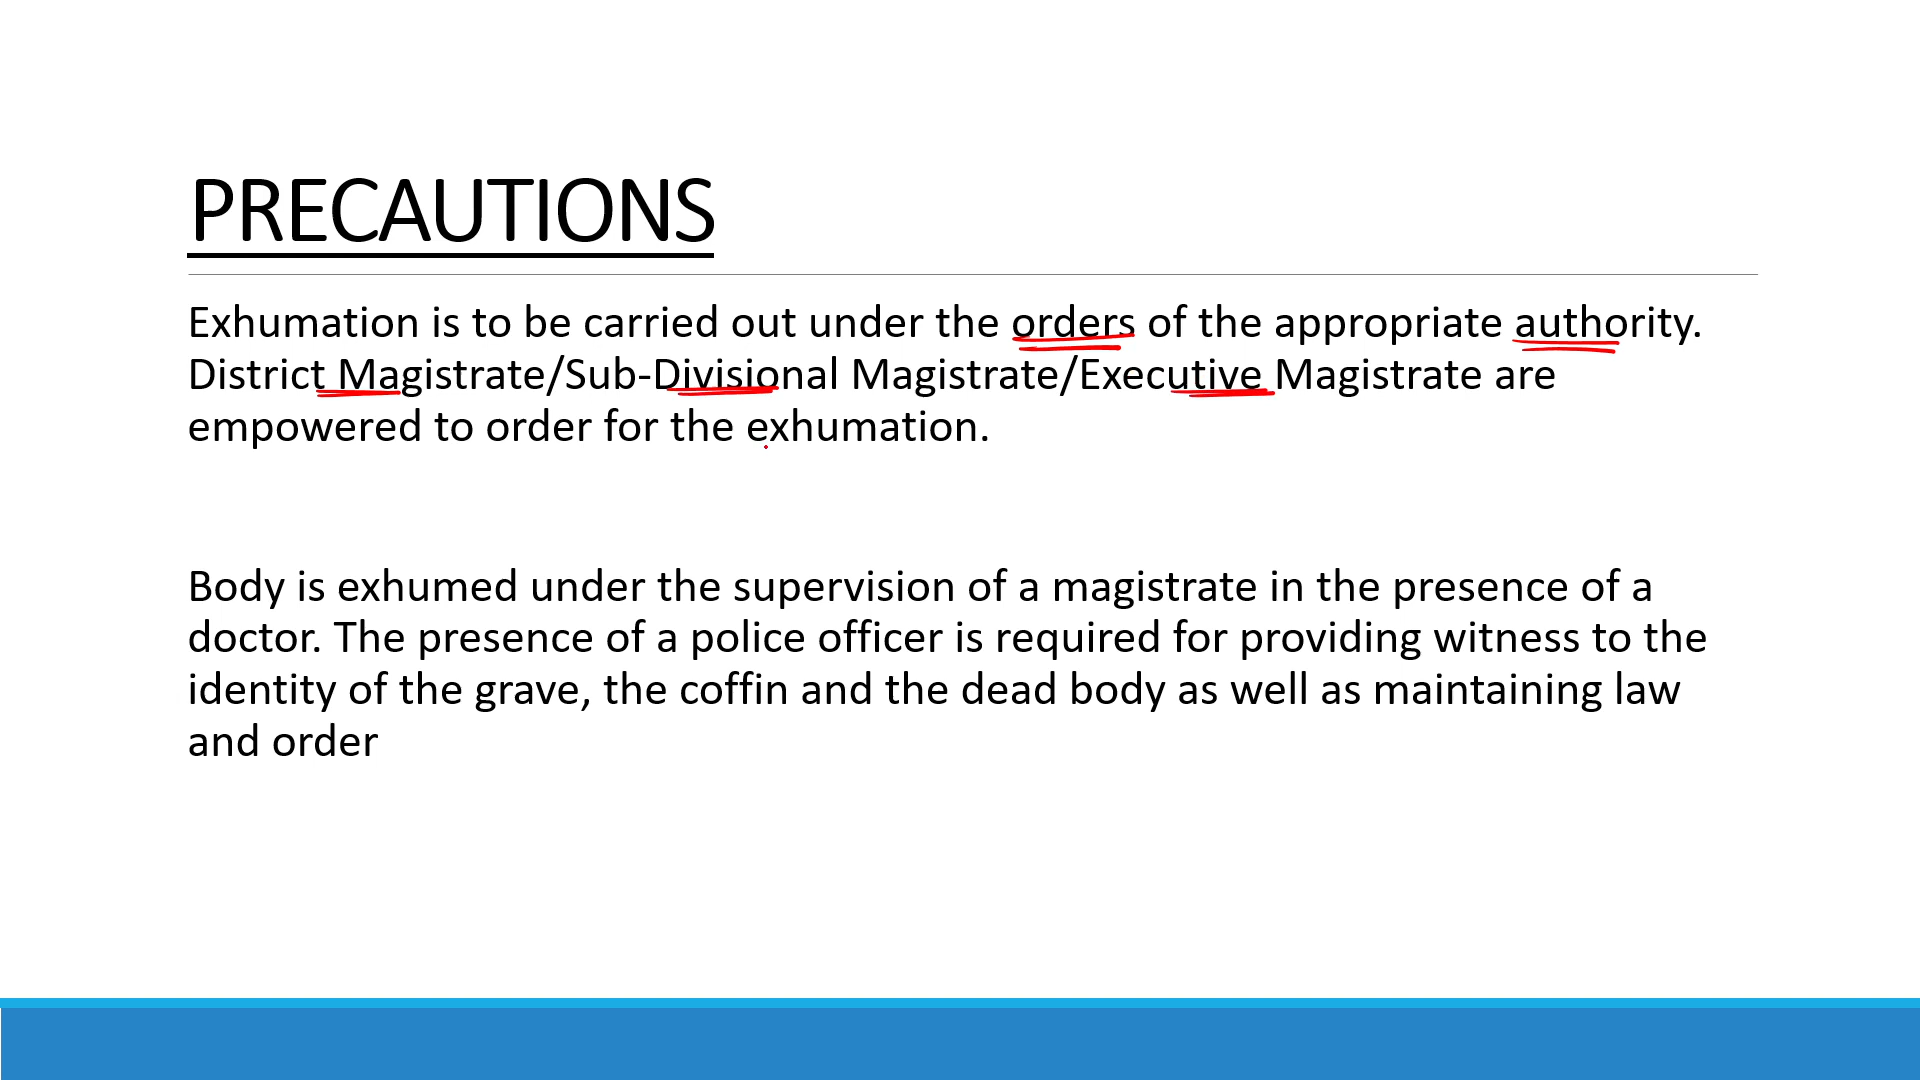 PRECAUTIONS
Exhumation is to be carried out under the orders of the appropriate authority.
District Magistrate/Sub-Divisional Magistrate/Executive Magistrate are
empowered to order for the exhumation.
Body is exhumed under the supervision of a magistrate in the presence of a
doctor. The presence of a police officer is required for providing witness to the
identity of the grave, the coffin and the dead body as well as maintaining law
and order